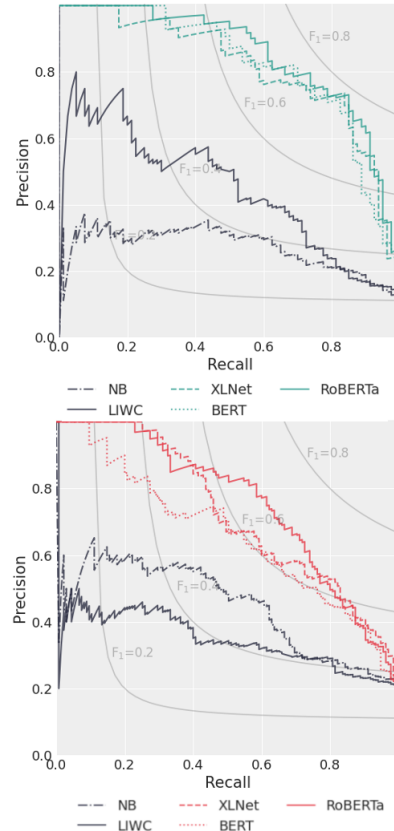 F₁=0.8
0.8
F₁=0.6
0.6
F₁=0.4
0.4
F₁=0.2
0.2
0.0
0.0 0.2 0.4 0.6 0.8
Precision
Recall
NB XLNet RoBERTa
LIWC BERT
F₁=0.8
0.8
F₁=0.6
0.6
F₁=0.4
0.4
F₁=0.2
0.2
0.0
0.0 0.2 0.4 0.6 0.8
Precision
Recall
NB XLNet RoBERTa
LIWC BERT